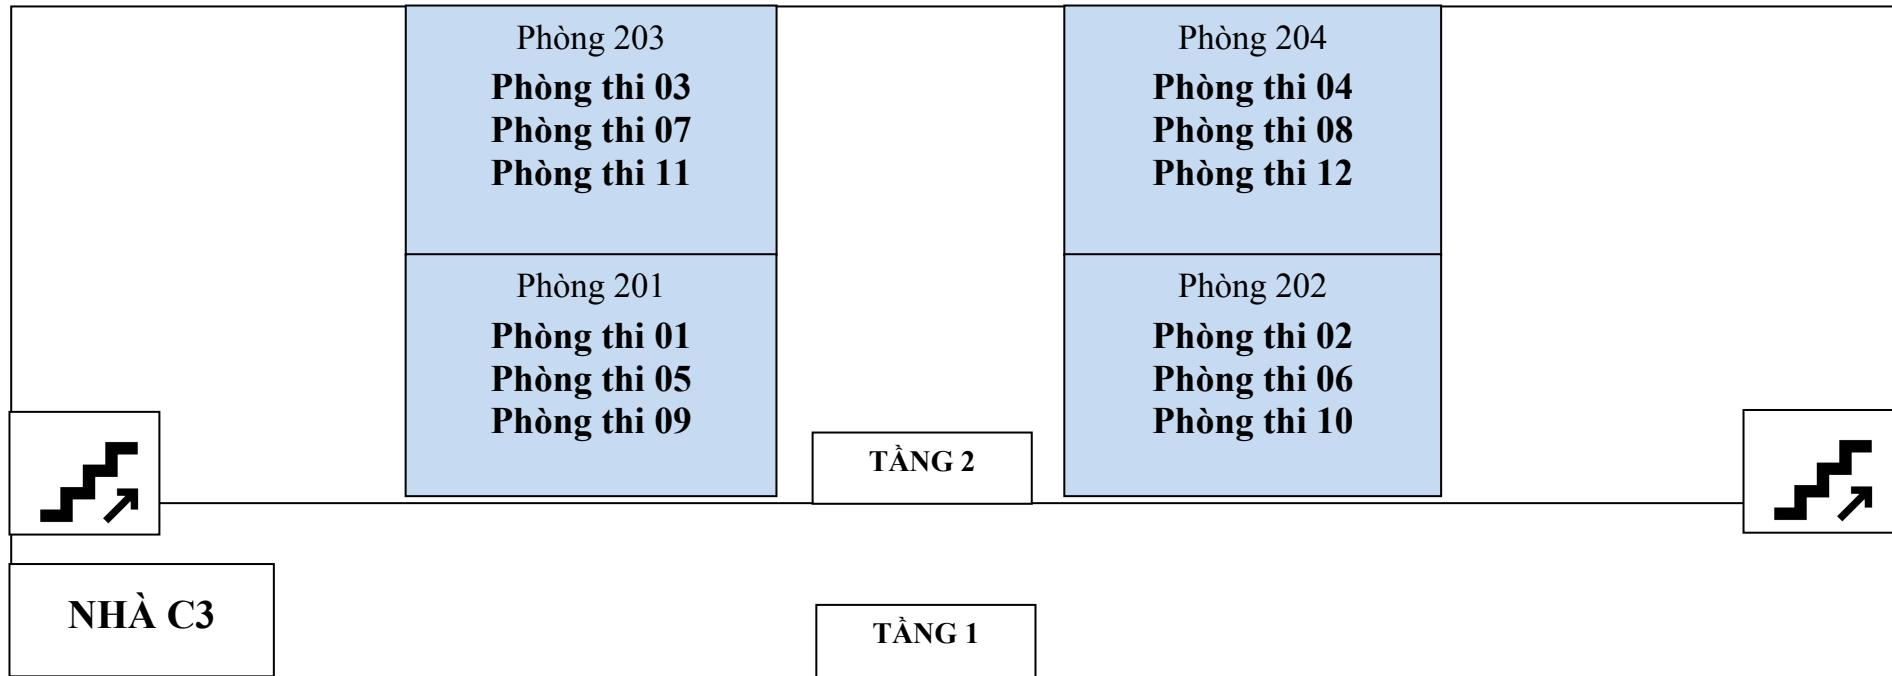 Phòng 203
Phòng thi 03
Phòng thi 07
Phòng thi 11
Phòng 204
Phòng thi 04
Phòng thi 08
Phòng thi 12
Phòng 201
Phòng thi 01
Phòng thi 05
Phòng thi 09
Phòng 202
Phòng thi 02
Phòng thi 06
Phòng thi 10
TẦNG 2
NHÀ C3
TẦNG 1